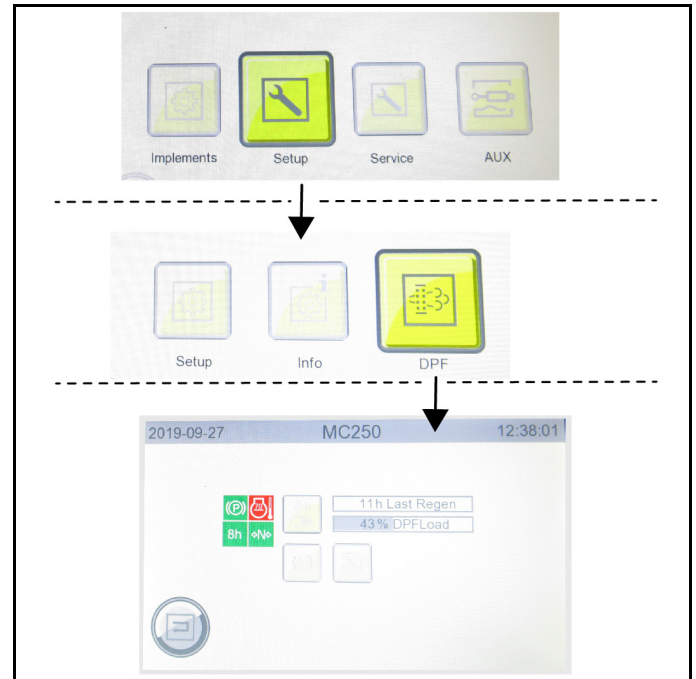 Implements Setup Service AUX
Setup Info DPF
2019-09-27 MC250 12:38:01
(P)
11h Last Regen
43% DPFLoad
8h N